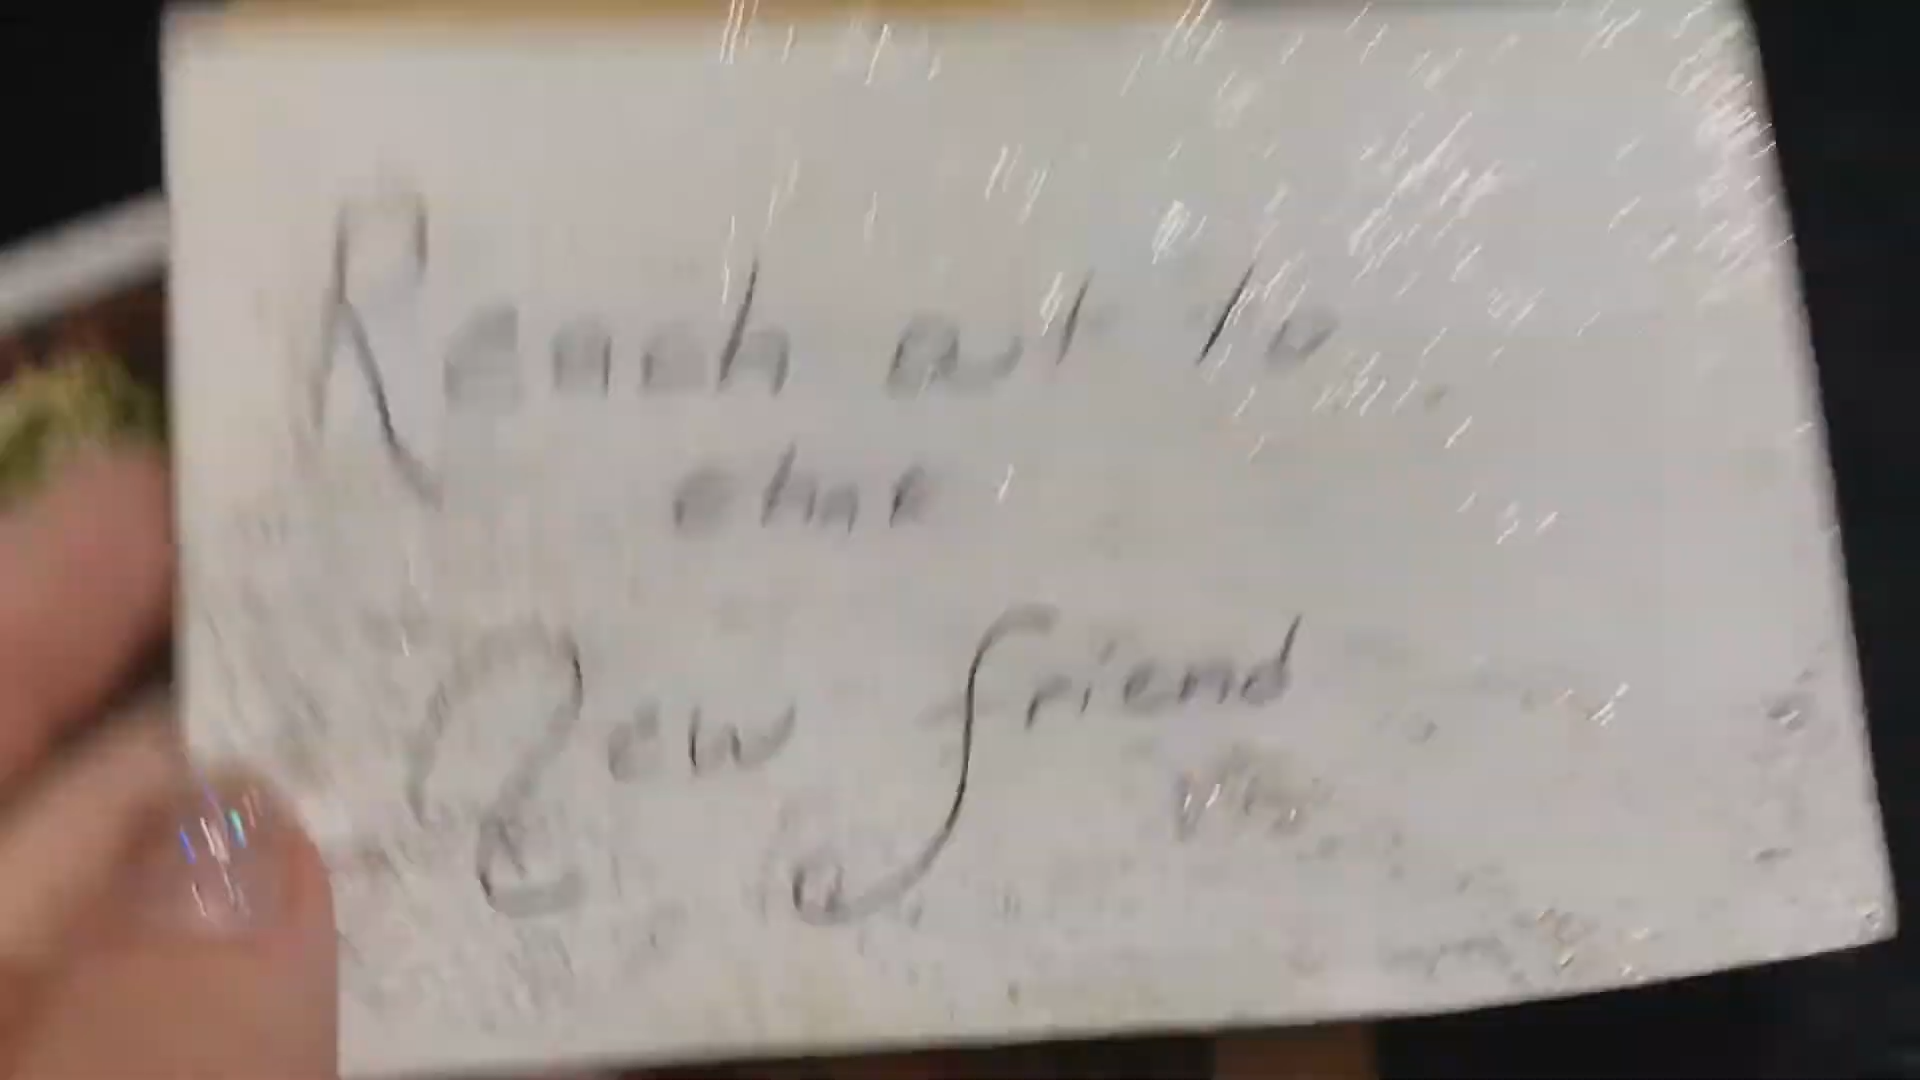 Reach out to
that
new friend